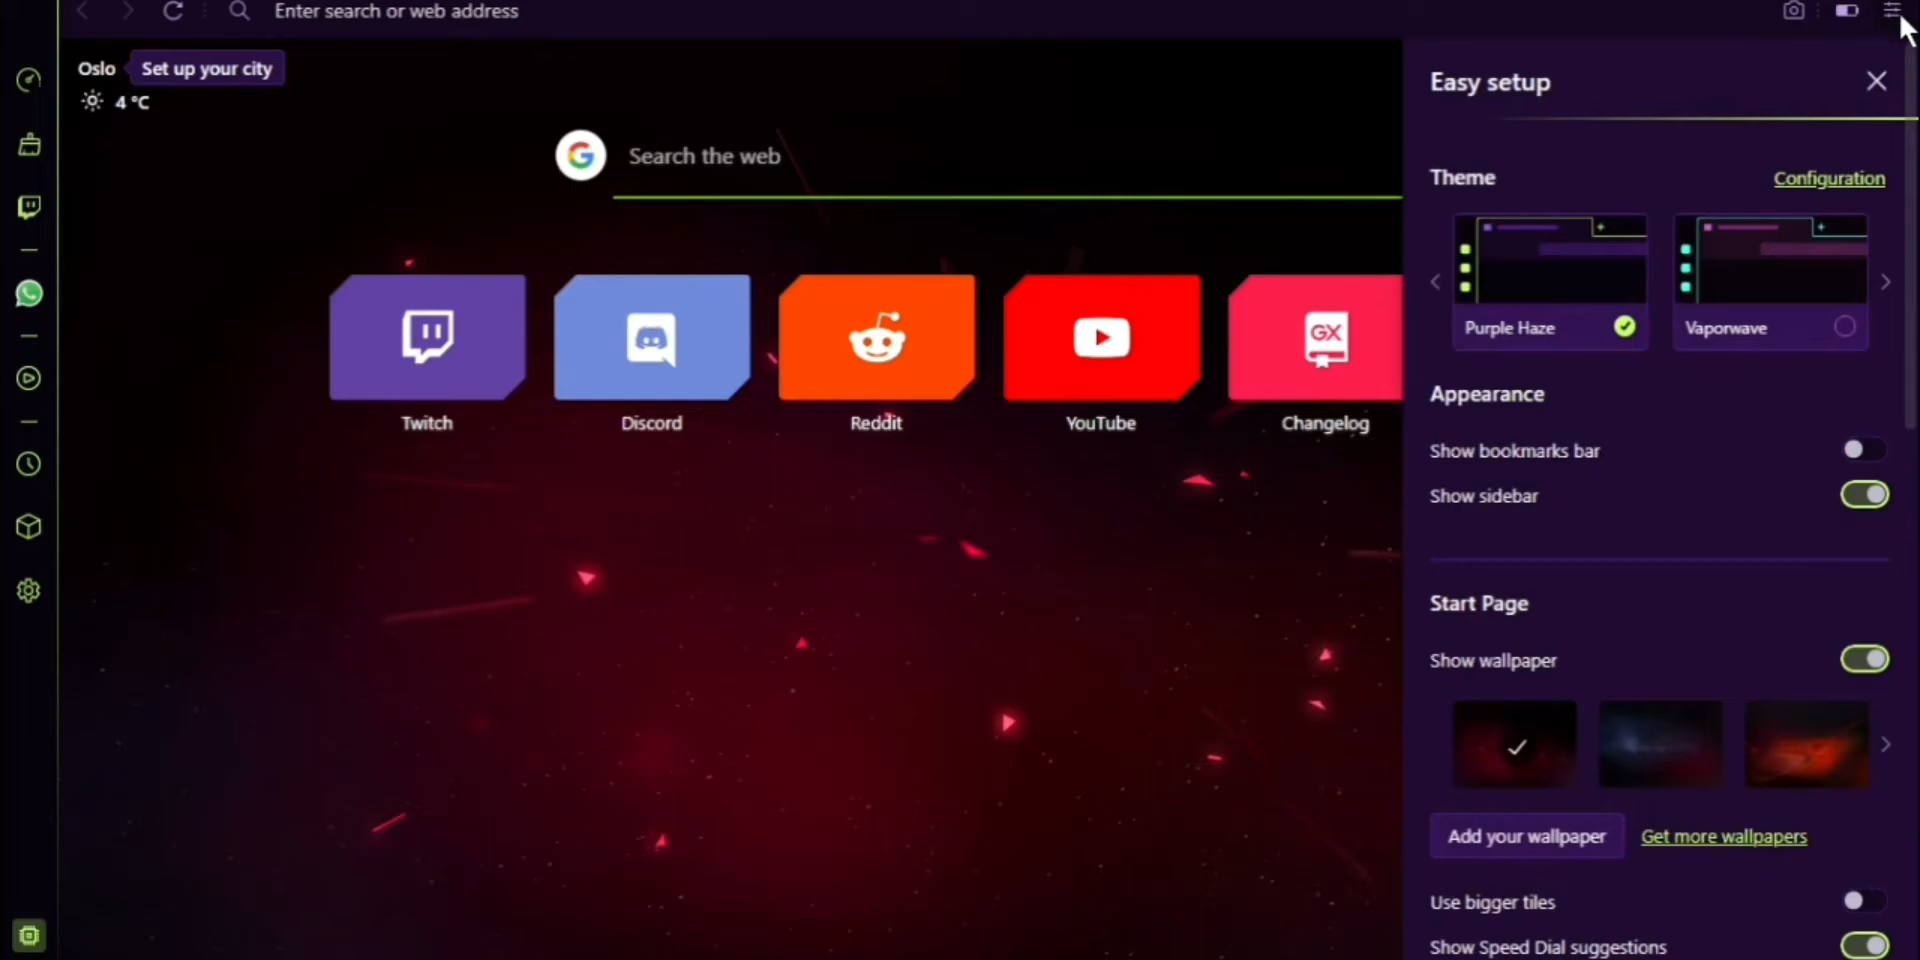 Enter search or web address
Oslo
Set up your city
4 °C
Search the web
Twitch
Discord
Reddit
YouTube
GX
Changelog
Easy setup
Theme
Configuration
Purple Haze
Vaporwave
Appearance
Show bookmarks bar
Show sidebar
Start Page
Show wallpaper
Add your wallpaper
Get more wallpapers
Use bigger tiles
Show Speed Dial suggestions